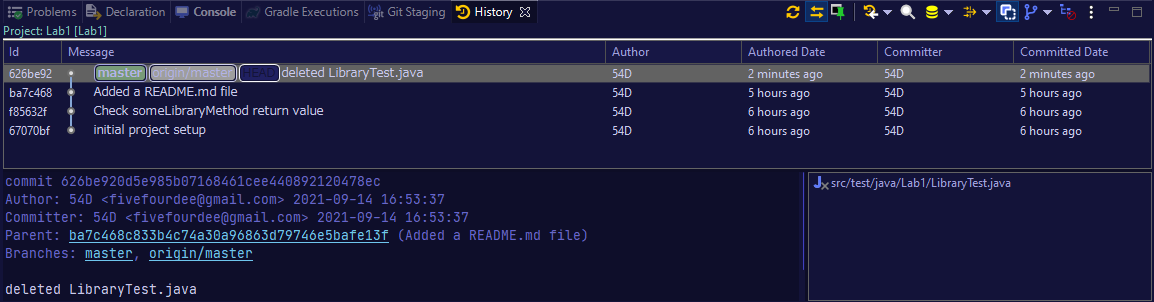 Problems Declaration Console Gradle Executions Git Staging History
Project: Lab1 [Lab1]
Id Message Author Authored Date Committer Committed Date
626be92 master origin/master HEAD deleted LibraryTest.java 54D 2 minutes ago 54D 2 minutes ago
ba7c468 Added a README.md file 54D 5 hours ago 54D 5 hours ago
f85632f Check someLibraryMethod return value 54D 6 hours ago 54D 6 hours ago
67070bf initial project setup 54D 6 hours ago 54D 6 hours ago
commit 626be920d5e985b07168461cee440892120478ec
Author: 54D <fivefourdee@gmail.com> 2021-09-14 16:53:37
Committer: 54D <fivefourdee@gmail.com> 2021-09-14 16:53:37
Parent: ba7c468c833b4c74a30a96863d79746e5bafe13f (Added a README.md file)
Branches: master, origin/master
deleted LibraryTest.java
src/test/java/Lab1/LibraryTest.java